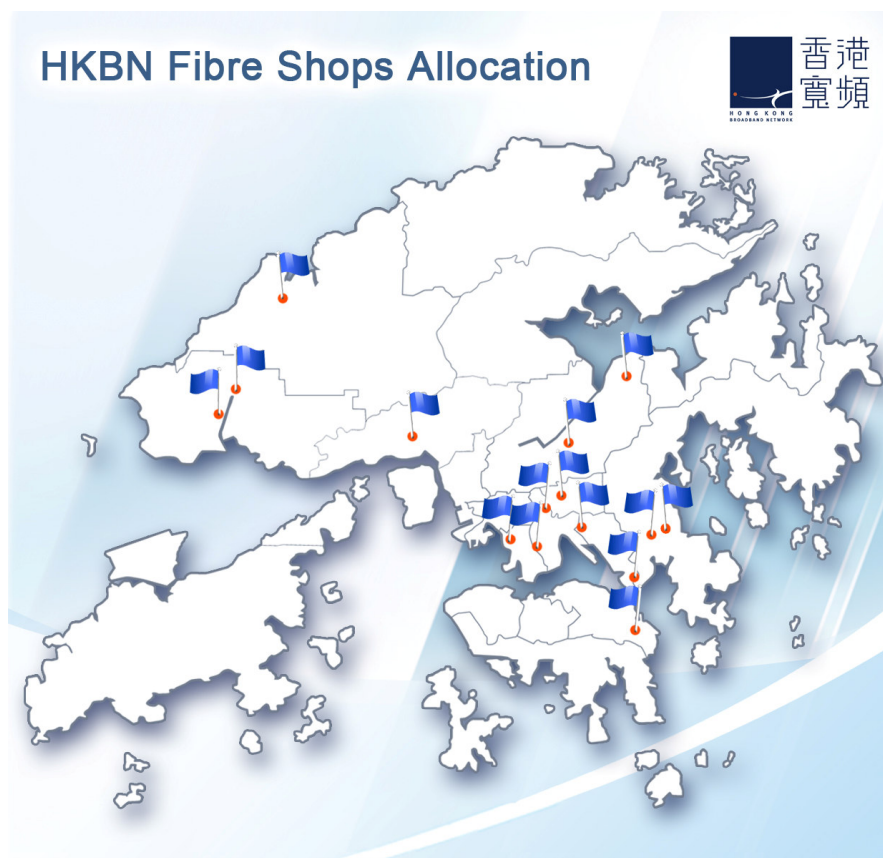 HKBN Fibre Shops Allocation
香港
寬頻
HONG KONG
BROADBAND NETWORK